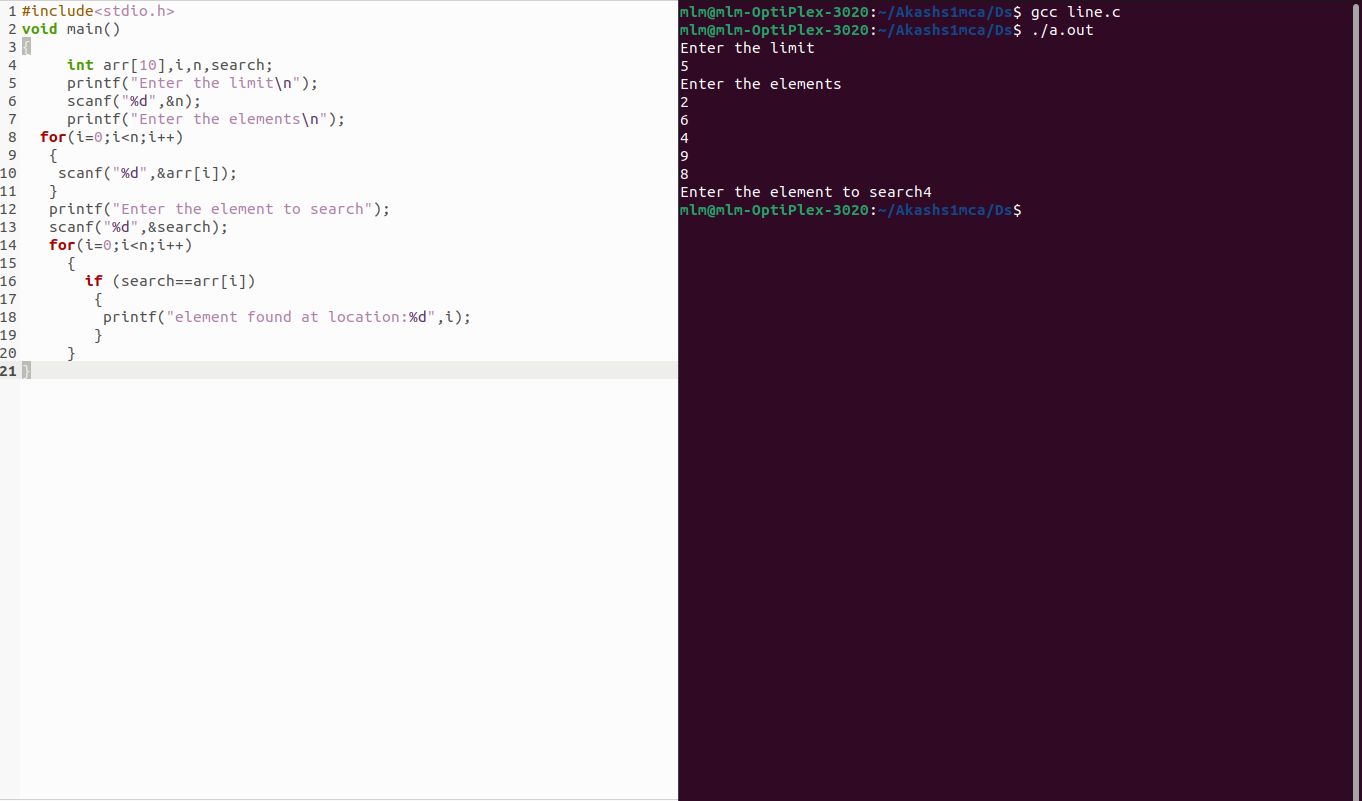 1 #include<stdio.h>
2 void main()
3 {
4 int arr[10],i,n,search;
5 printf("Enter the limit\n");
6 scanf("%d",&n);
7 printf("Enter the elements\n");
8 for(i=0;i<n;i++)
9 {
10 scanf("%d",&arr[i]);
11 }
12 printf("Enter the element to search");
13 scanf("%d",&search);
14 for(i=0;i<n;i++)
15 {
16 if (search==arr[i])
17 {
18 printf("element found at location:%d",i);
19 }
20 }
21 }
mlm@mlm-OptiPlex-3020:~/Akashs1mca/Ds$ gcc line.c
mlm@mlm-OptiPlex-3020:~/Akashs1mca/Ds$ ./a.out
Enter the limit
5
Enter the elements
2
6
4
9
8
Enter the element to search4
mlm@mlm-OptiPlex-3020:~/Akashs1mca/Ds$